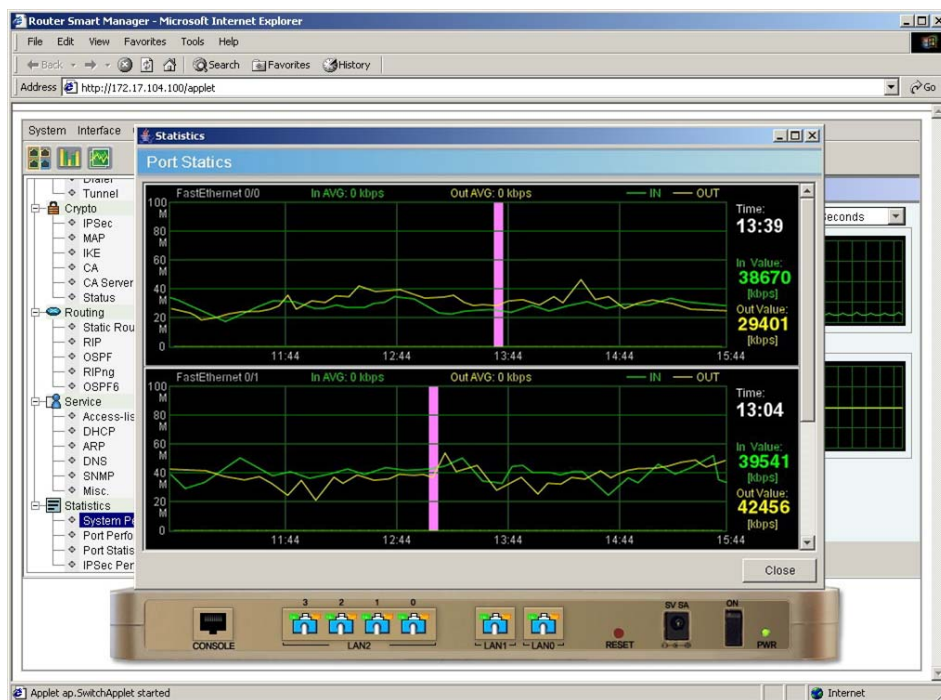 Router Smart Manager - Microsoft Internet Explorer
File Edit View Favorites Tools Help
Back Search Favorites History
Address http://172.17.104.100/applet Go
System Interface
Statistics
Port Statics
Dialer
Tunnel
Crypto
IPSec
MAP
IKE
CA
CA Server
Status
Routing
Static Rou
RIP
OSPF
RIPng
OSPF6
Service
Access-lis
DHCP
ARP
DNS
SNMP
Misc.
Statistics
System Pe
Port Perfo
Port Statis
IPSec Per
FastEthernet 0/0 In AVG: 0 kbps Out AVG: 0 kbps IN OUT
100 M
80 M
60 M
40 M
20 M
0
11:44 12:44 13:44 14:44 15:44
Time:
13:39
In Value:
38670
[kbps]
Out Value:
29401
[kbps]
FastEthernet 0/1 In AVG: 0 kbps Out AVG: 0 kbps IN OUT
100 M
80 M
60 M
40 M
20 M
0
11:44 12:44 13:44 14:44 15:44
Time:
13:04
In Value:
39541
[kbps]
Out Value:
42456
[kbps]
econds
Close
3 2 1 0
5V 5A ON
CONSOLE LAN2 LAN1 LAN0 RESET PWR
Applet ap.SwitchApplet started Internet